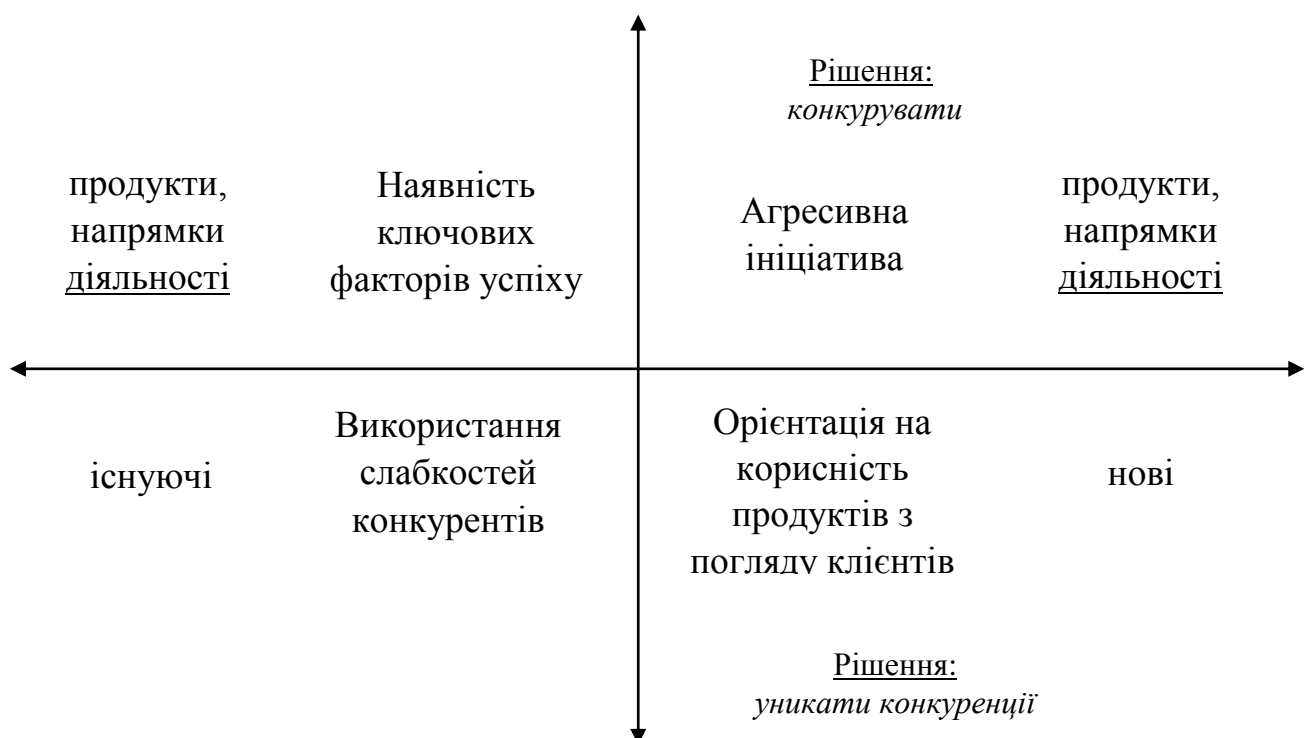 Рішення:
конкурувати
продукти,
напрямки
діяльності
Наявність
ключових
факторів успіху
Агресивна
ініціатива
продукти,
напрямки
діяльності
існуючі
Використання
слабкостей
конкурентів
Орієнтація на
корисність
продуктів з
погляду клієнтів
нові
Рішення:
уникати конкуренції